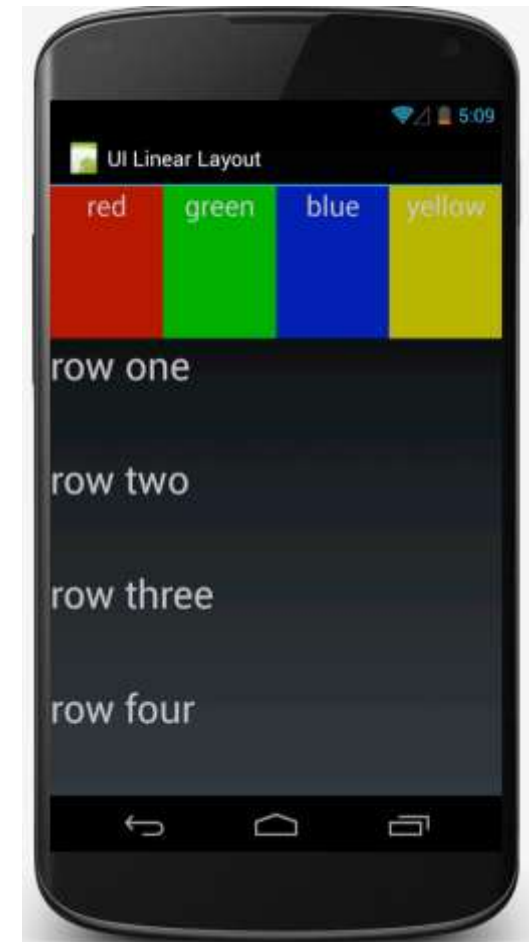 5:09
UI Linear Layout
red green blue yellow
row one
row two
row three
row four